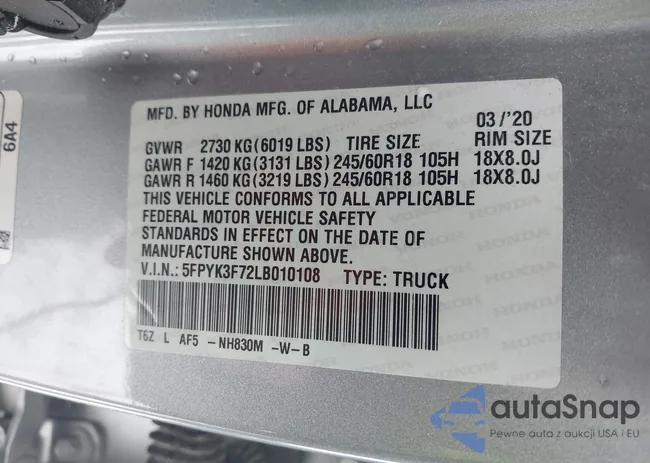 6A4
MFD. BY HONDA MFG. OF ALABAMA, LLC
03/'20
GVWR 2730 KG(6019 LBS) TIRE SIZE RIM SIZE
GAWR F 1420 KG(3131 LBS) 245/60R18 105H 18X8.0J
GAWR R 1460 KG(3219 LBS) 245/60R18 105H 18X8.0J
THIS VEHICLE CONFORMS TO ALL APPLICABLE
FEDERAL MOTOR VEHICLE SAFETY
STANDARDS IN EFFECT ON THE DATE OF
MANUFACTURE SHOWN ABOVE.
V.I.N.: 5FPYK3F72LB010108 TYPE: TRUCK
T6Z L AF5 -NH830M -W-B
autaSnap
Pewne auta z aukcji USA i EU